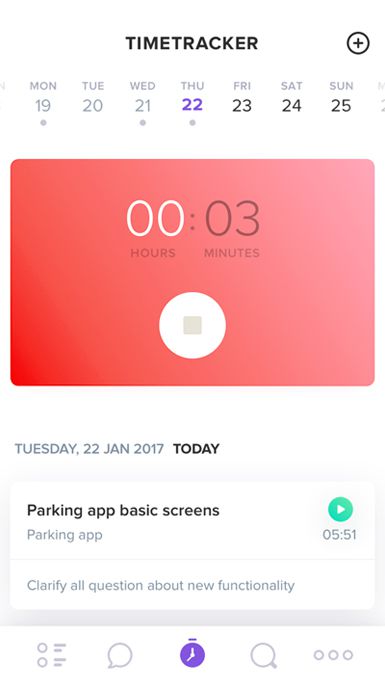 TIMETRACKER
MON TUE WED THU FRI SAT SUN
19 20 21 22 23 24 25
00:03
HOURS MINUTES
TUESDAY, 22 JAN 2017 TODAY
Parking app basic screens
Parking app 05:51
Clarify all question about new functionality